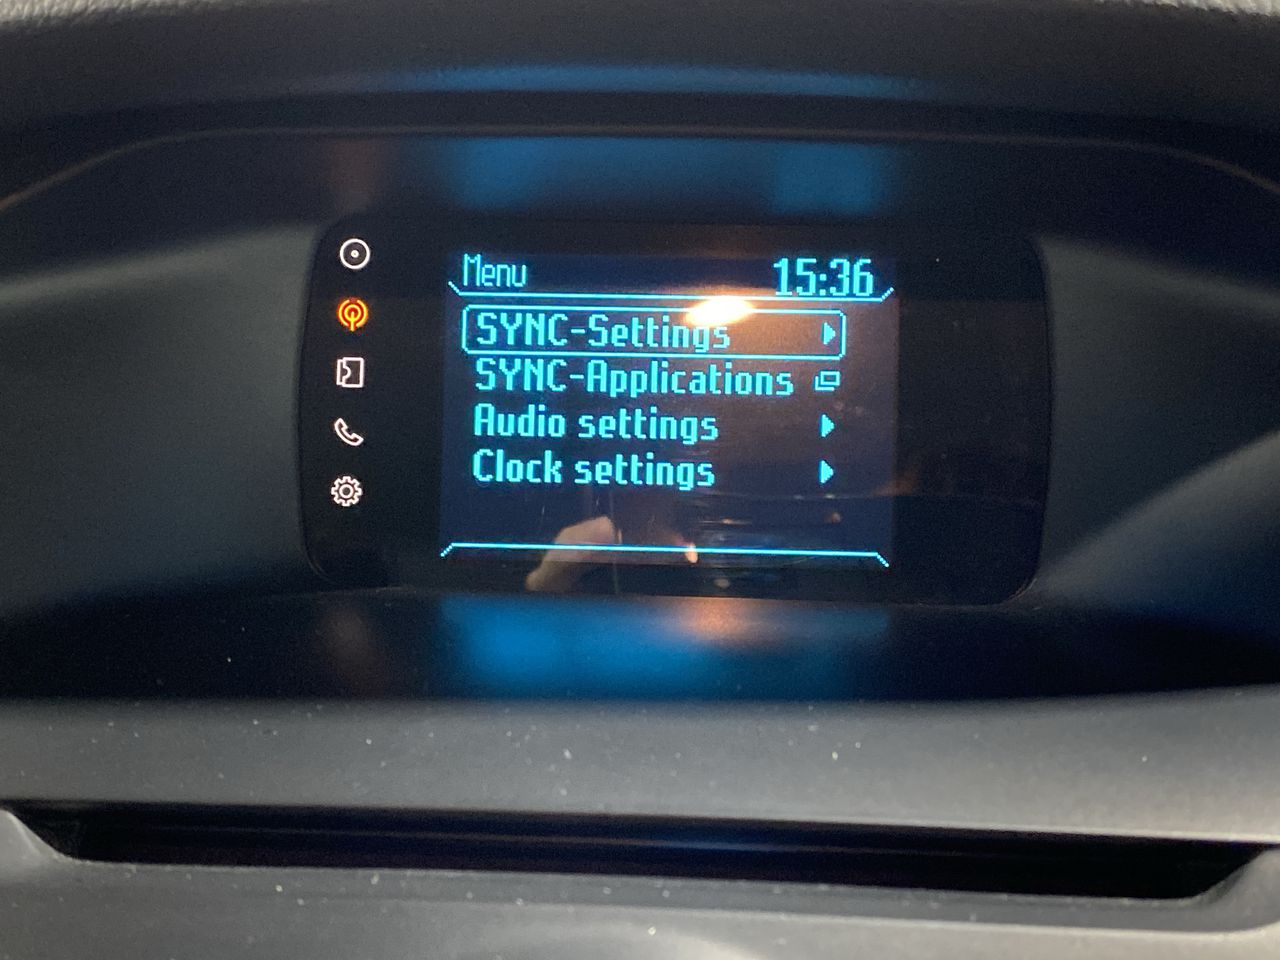 Menu 15:36
SYNC-Settings
SYNC-Applications
Audio settings
Clock settings